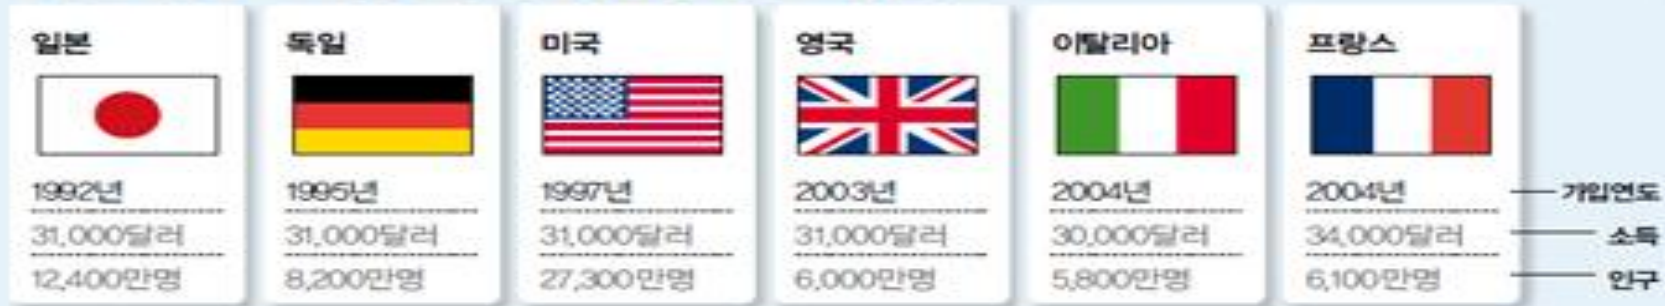 일본 독일 미국 영국 이탈리아 프랑스
1992년 1995년 1997년 2003년 2004년 2004년 가입연도
31,000달러 31,000달러 31,000달러 31,000달러 30,000달러 34,000달러 소득
12,400만명 8,200만명 27,300만명 6,000만명 5,800만명 6,100만명 인구